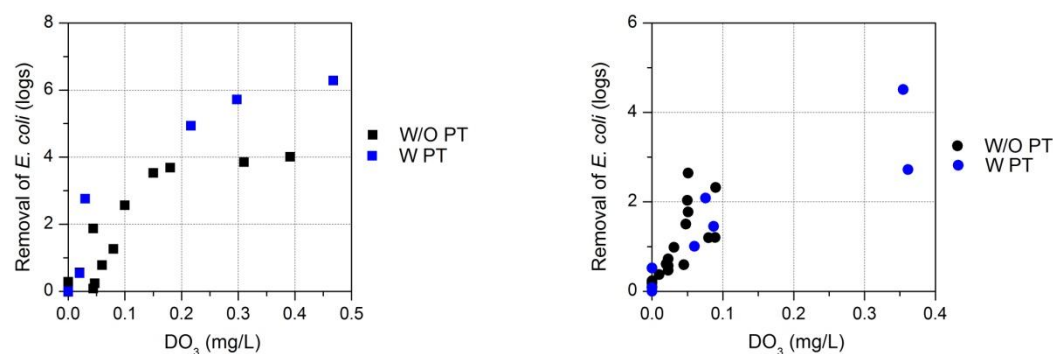 8
6
4
2
0
0.0 0.1 0.2 0.3 0.4 0.5
Removal of E. coli (logs)
DO₃ (mg/L)
W/O PT
W PT
6
4
2
0
0.0 0.1 0.2 0.3 0.4
Removal of E. coli (logs)
DO₃ (mg/L)
W/O PT
W PT